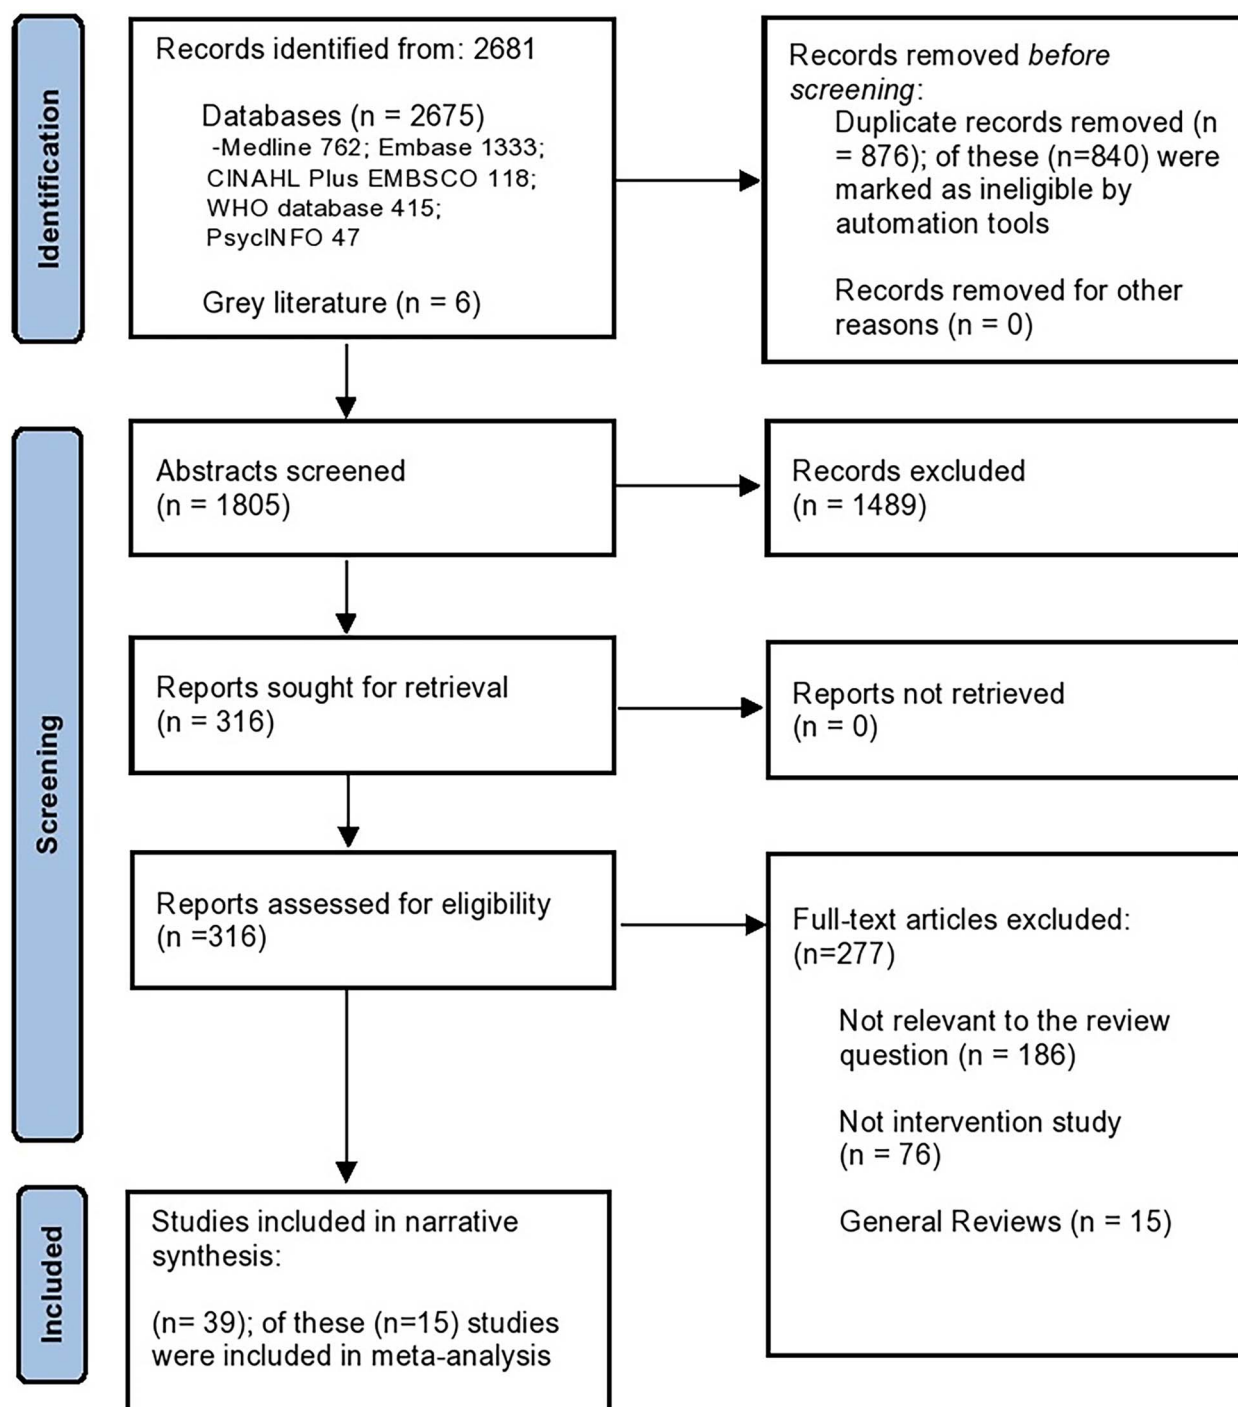 Identification
Records identified from: 2681
Databases (n = 2675)
-Medline 762; Embase 1333;
CINAHL Plus EMBSCO 118;
WHO database 415;
PsycINFO 47
Grey literature (n = 6)
Records removed before
screening:
Duplicate records removed (n
= 876); of these (n=840) were
marked as ineligible by
automation tools
Records removed for other
reasons (n = 0)
Screening
Abstracts screened
(n = 1805)
Records excluded
(n = 1489)
Reports sought for retrieval
(n = 316)
Reports not retrieved
(n = 0)
Reports assessed for eligibility
(n =316)
Full-text articles excluded:
(n=277)
Not relevant to the review
question (n = 186)
Not intervention study
(n = 76)
General Reviews (n = 15)
Included
Studies included in narrative
synthesis:
(n= 39); of these (n=15) studies
were included in meta-analysis